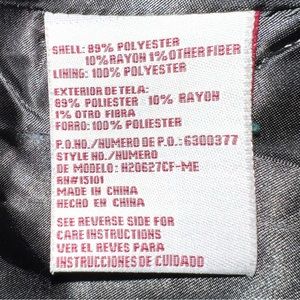 SHELL: 89% POLYESTER
10% RAYON 1% OTHER FIBER
LINING: 100% POLYESTER
EXTERIOR DE TELA:
89% POLIESTER 10% RAYON
1% OTRO FIBRA
FORRO: 100% POLIESTER
P.O.NO./NUMERO DE P.O.: 6300377
STYLE NO./NUMERO
DE MODELO: H20627CF-ME
RN#15101
MADE IN CHINA
HECHO EN CHINA
SEE REVERSE SIDE FOR
CARE INSTRUCTIONS
VER EL REVES PARA
INSTRUCCIONES DE CUIDADO